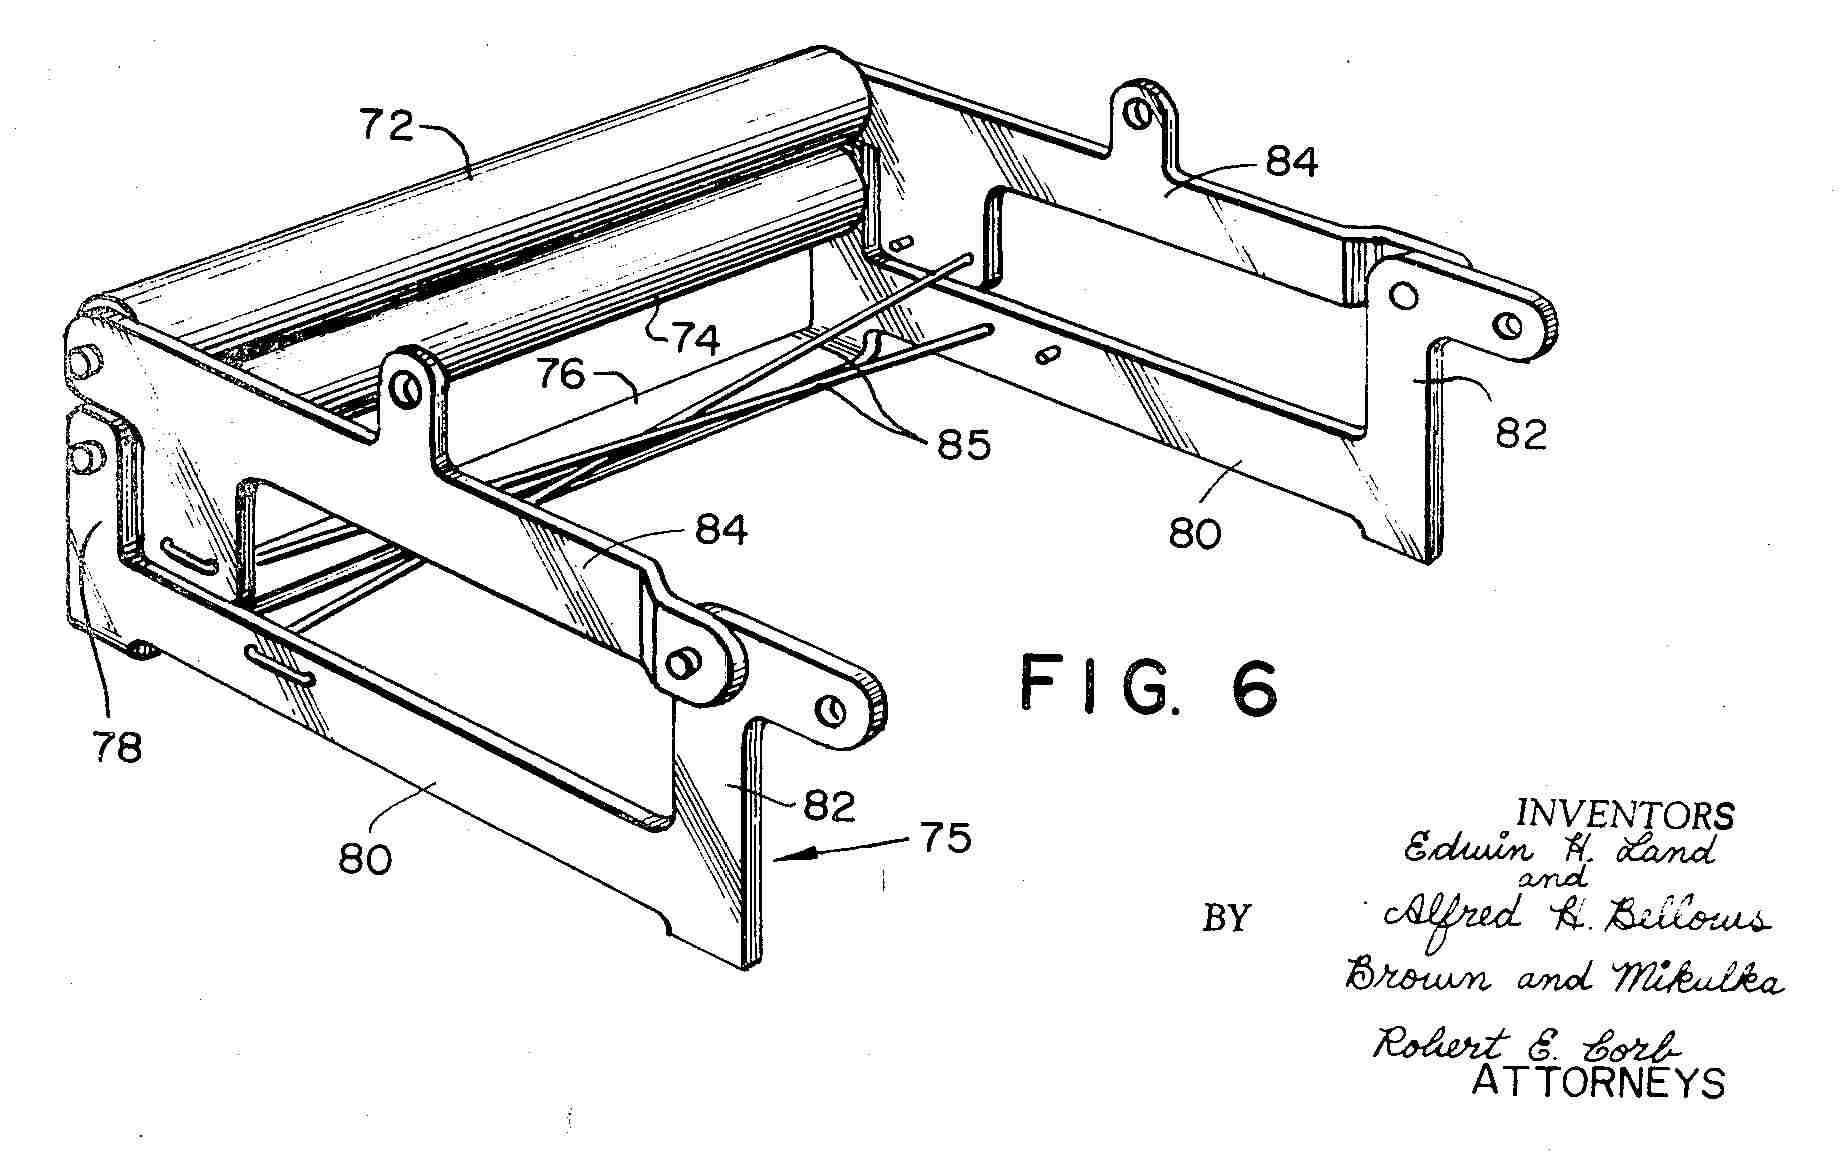 72
84
74
76
85
82
80
84
78
FIG. 6
82
75
80
INVENTORS
Edwin H. Land
and
BY Alfred H. Bellows
Brown and Mikulka
Robert E. Corb
ATTORNEYS